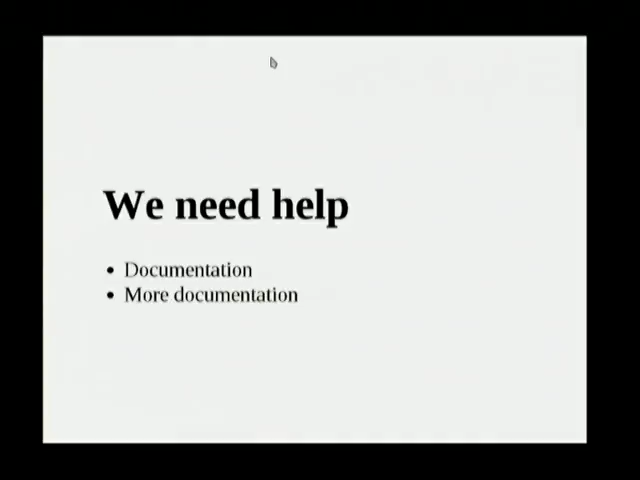 We need help
• Documentation
• More documentation